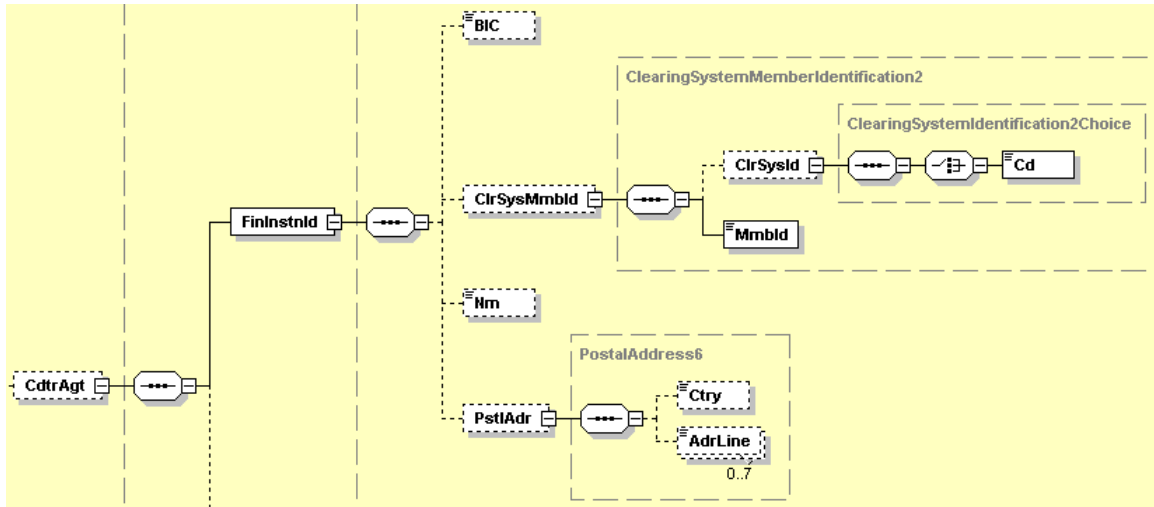 BIC
ClearingSystemMemberIdentification2
ClearingSystemIdentification2Choice
ClrSysId
Cd
ClrSysMmbId
MmbId
FinInstnId
Nm
PostalAddress6
CdtrAgt
Ctry
PstlAdr
AdrLine
0..7